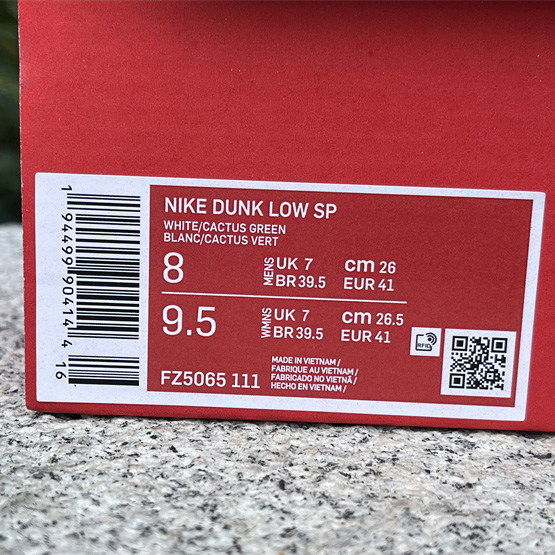 NIKE DUNK LOW SP
WHITE/CACTUS GREEN
BLANC/CACTUS VERT
8 MENS UK 7 cm 26
BR 39.5 EUR 41
9.5 WMNS UK 7 cm 26.5
BR 39.5 EUR 41
FZ5065 111
MADE IN VIETNAM /
FABRIQUE AU VIETNAM /
FABRICADO NO VIETNÃ /
HECHO EN VIETNAM /
RFID
1 94499 90414 4
16